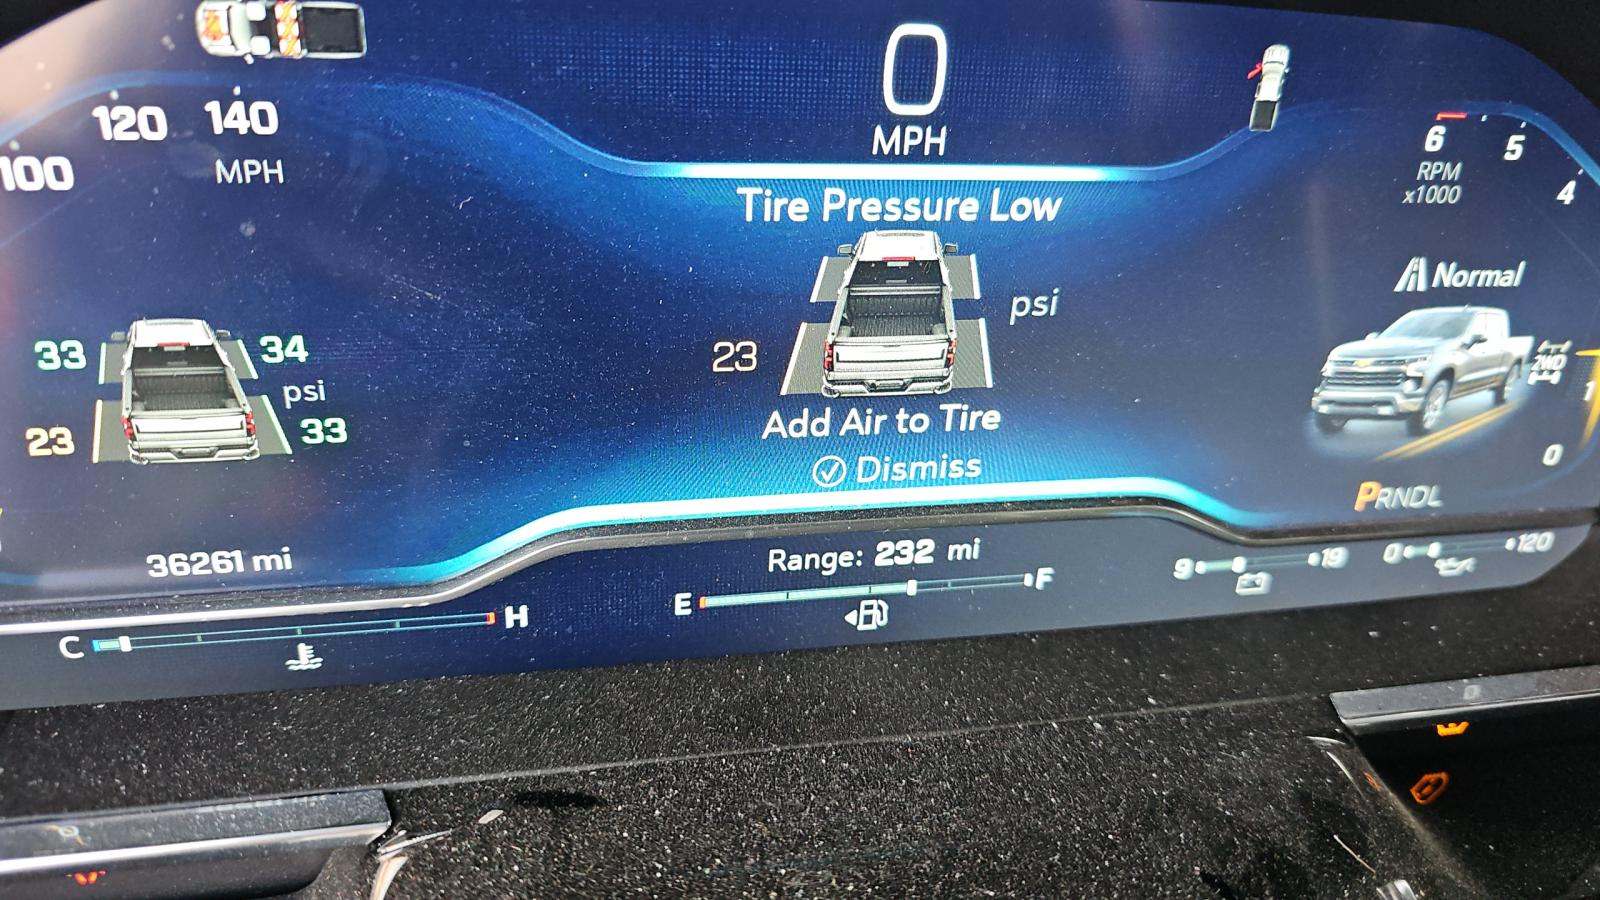 0
MPH
120 140
100
MPH
6 5
RPM
x1000
4
Tire Pressure Low
Normal
psi
33 34
psi
23
2WD
1
23 33
Add Air to Tire
0
Dismiss
PRNDL
36261 mi
Range: 232 mi
9 19 0 120
E F
C H